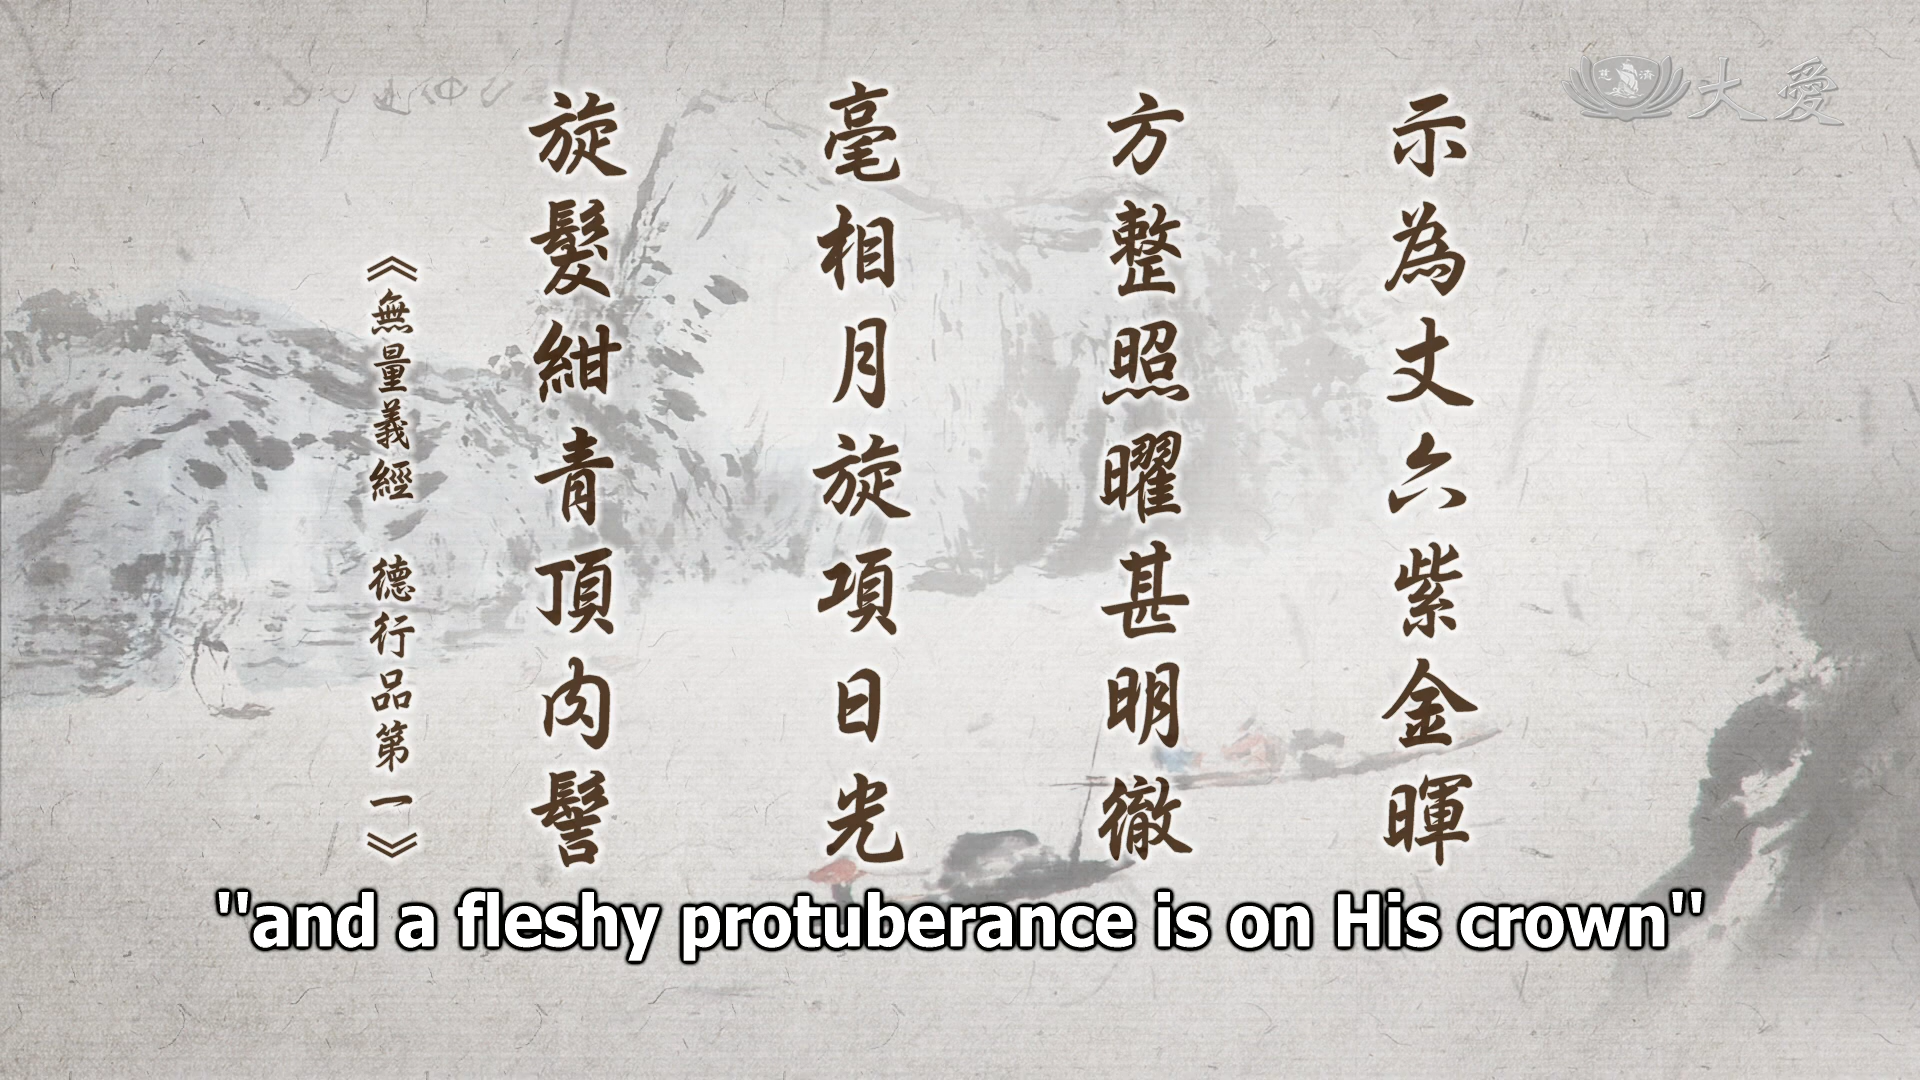 大愛
慈濟
示為丈六紫金暉
方整照曜甚明徹
毫相月旋項日光
旋髮紺青頂肉髻
《無量義經 德行品第一》
"and a fleshy protuberance is on His crown"